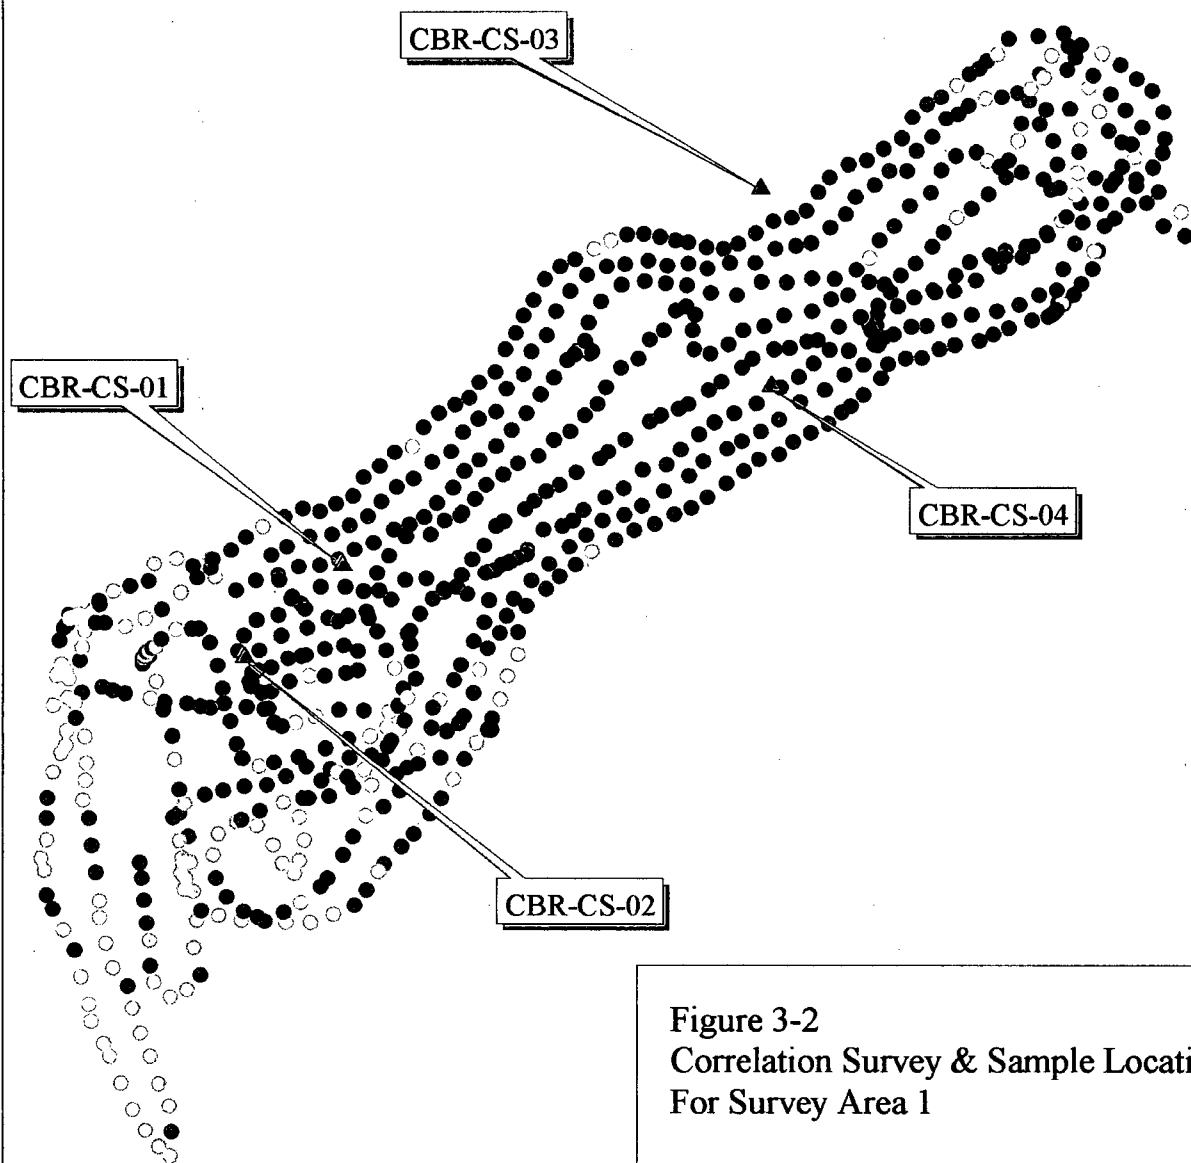 CBR-CS-03
CBR-CS-01
CBR-CS-04
CBR-CS-02
Figure 3-2
Correlation Survey & Sample Locati
For Survey Area 1